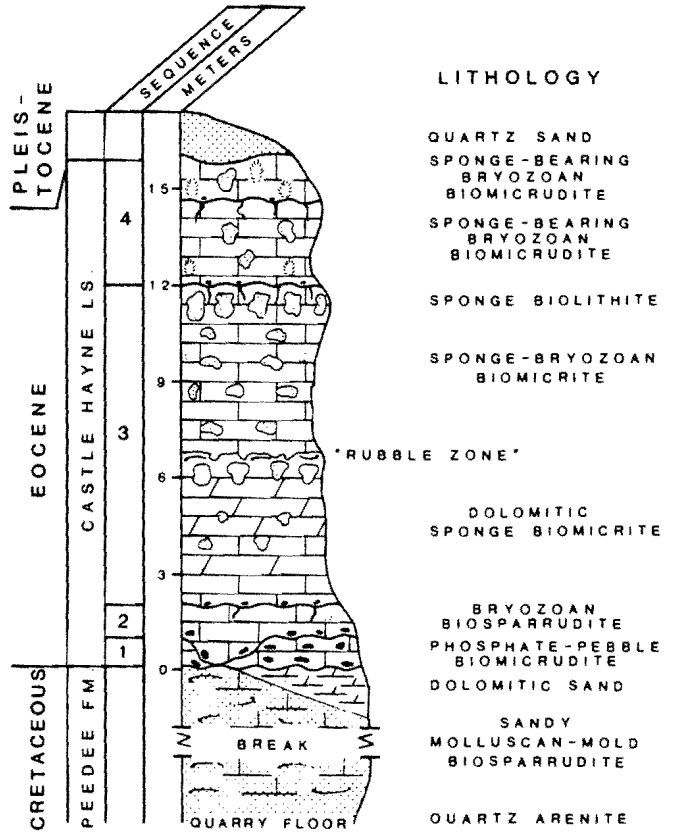 SEQUENCE
METERS
LITHOLOGY
PLEIS-
TOCENE
EOCENE
CRETACEOUS
CASTLE HAYNE LS.
PEEDEE FM
4
3
2
1
15
12
9
6
3
0
QUARTZ SAND
SPONGE-BEARING
BRYOZOAN
BIOMICRUDITE
SPONGE-BEARING
BRYOZOAN
BIOMICRUDITE
SPONGE BIOLITHITE
SPONGE-BRYOZOAN
BIOMICRITE
"RUBBLE ZONE"
DOLOMITIC
SPONGE BIOMICRITE
BRYOZOAN
BIOSPARRUDITE
PHOSPHATE-PEBBLE
BIOMICRUDITE
DOLOMITIC SAND
SANDY
MOLLUSCAN-MOLD
BIOSPARRUDITE
BREAK
QUARRY FLOOR
QUARTZ ARENITE